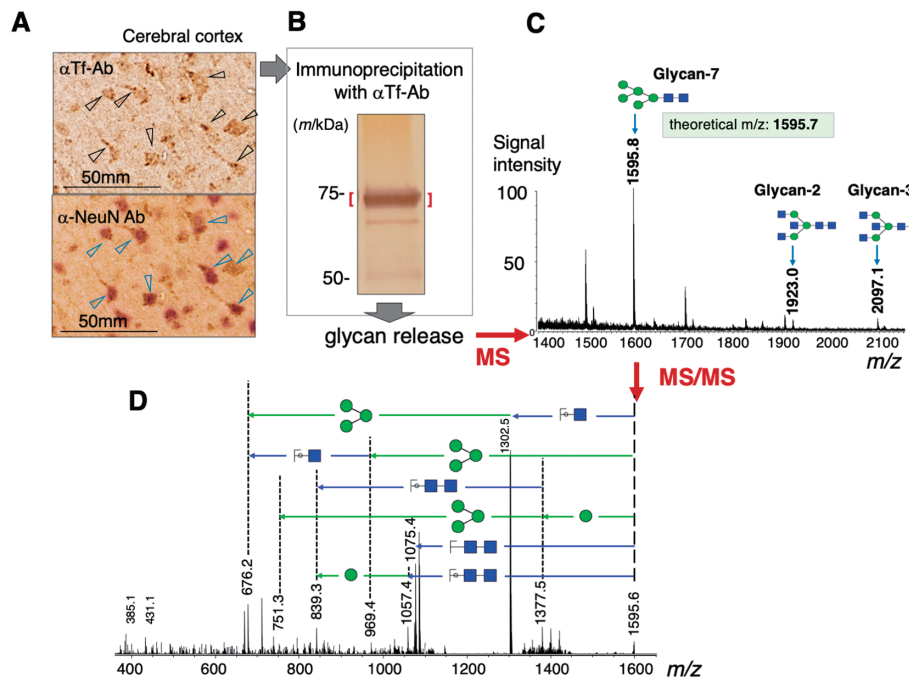 A
Cerebral cortex
αTf-Ab
50mm
α-NeuN Ab
50mm
B
Immunoprecipitation
with αTf-Ab
(m/kDa)
75-
[ ]
50-
glycan release
MS
C
Glycan-7
theoretical m/z: 1595.7
Signal
intensity
1595.8
Glycan-2
Glycan-3
1923.0
2097.1
100
50
0
1400 1500 1600 1700 1800 1900 2000 2100
m/z
MS/MS
D
1302.5
676.2
751.3
839.3
969.4
1057.4
1075.4
1377.5
1595.6
385.1
431.1
400 600 800 1000 1200 1400 1600
m/z